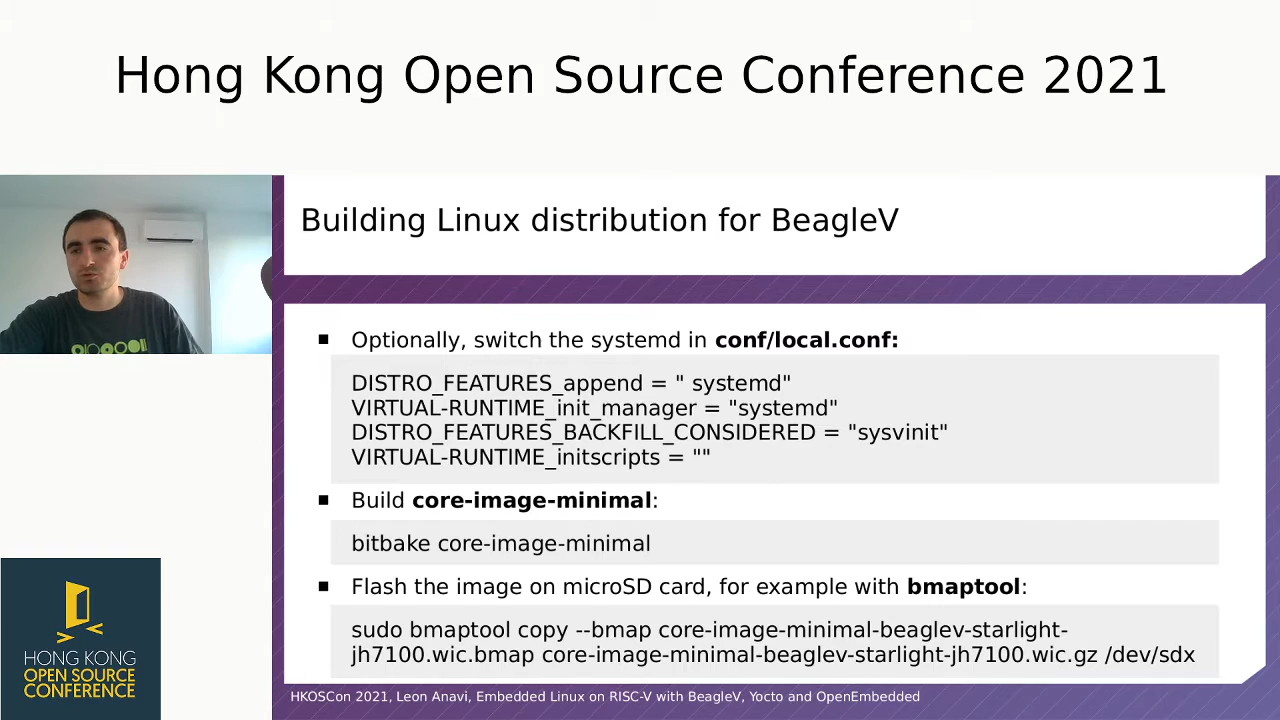 Hong Kong Open Source Conference 2021
Building Linux distribution for BeagleV
Optionally, switch the systemd in conf/local.conf:
DISTRO_FEATURES_append = " systemd"
VIRTUAL-RUNTIME_init_manager = "systemd"
DISTRO_FEATURES_BACKFILL_CONSIDERED = "sysvinit"
VIRTUAL-RUNTIME_initscripts = ""
Build core-image-minimal:
bitbake core-image-minimal
Flash the image on microSD card, for example with bmaptool:
sudo bmaptool copy --bmap core-image-minimal-beaglev-starlight-
jh7100.wic.bmap core-image-minimal-beaglev-starlight-jh7100.wic.gz /dev/sdx
HKOSCon 2021, Leon Anavi, Embedded Linux on RISC-V with BeagleV, Yocto and OpenEmbedded
HONG KONG
OPEN SOURCE
CONFERENCE